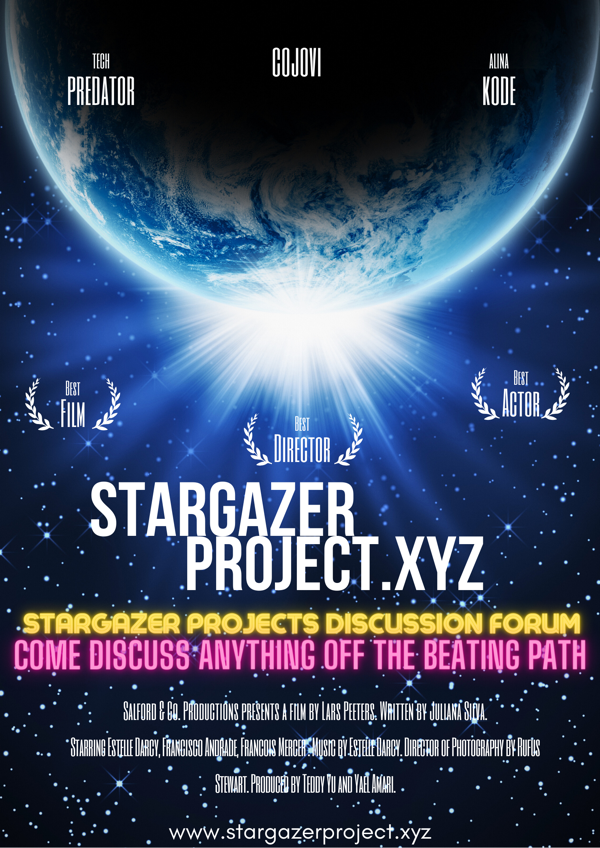 TECH
PREDATOR
COJOVI
ALINA
KODE
BEST
FILM
BEST
DIRECTOR
BEST
ACTOR
STARGAZER
PROJECT.XYZ
STARGAZER PROJECTS DISCUSSION FORUM
COME DISCUSS ANYTHING OFF THE BEATING PATH
SALFORD & CO. PRODUCTIONS PRESENTS A FILM BY LARS PEETERS. WRITTEN BY JULIANA SILVA.
STARRING ESTELLE DARCY, FRANCISCO ANDRADE, FRANCOIS MERCER. MUSIC BY ESTELLE DARCY. DIRECTOR OF PHOTOGRAPHY BY RUFUS
STEWART. PRODUCED BY TEDDY YU AND YAEL AMARI.
www.stargazerproject.xyz